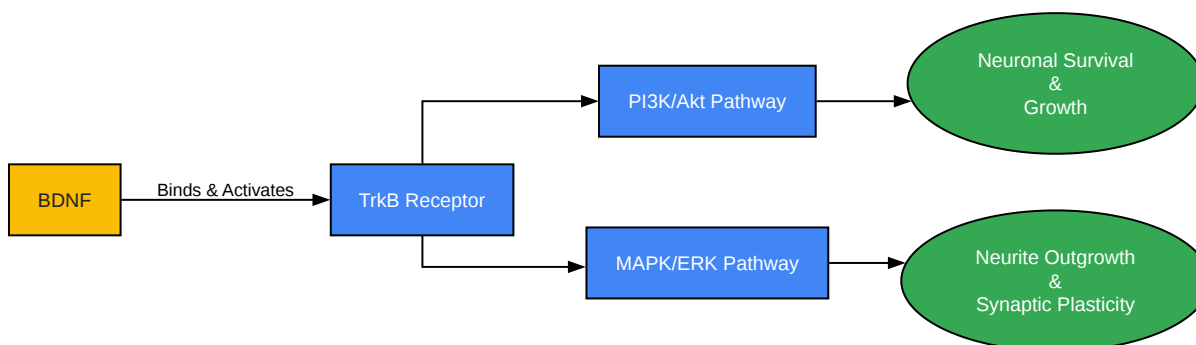 BDNF
Binds & Activates
TrkB Receptor
PI3K/Akt Pathway
Neuronal Survival
&
Growth
MAPK/ERK Pathway
Neurite Outgrowth
&
Synaptic Plasticity